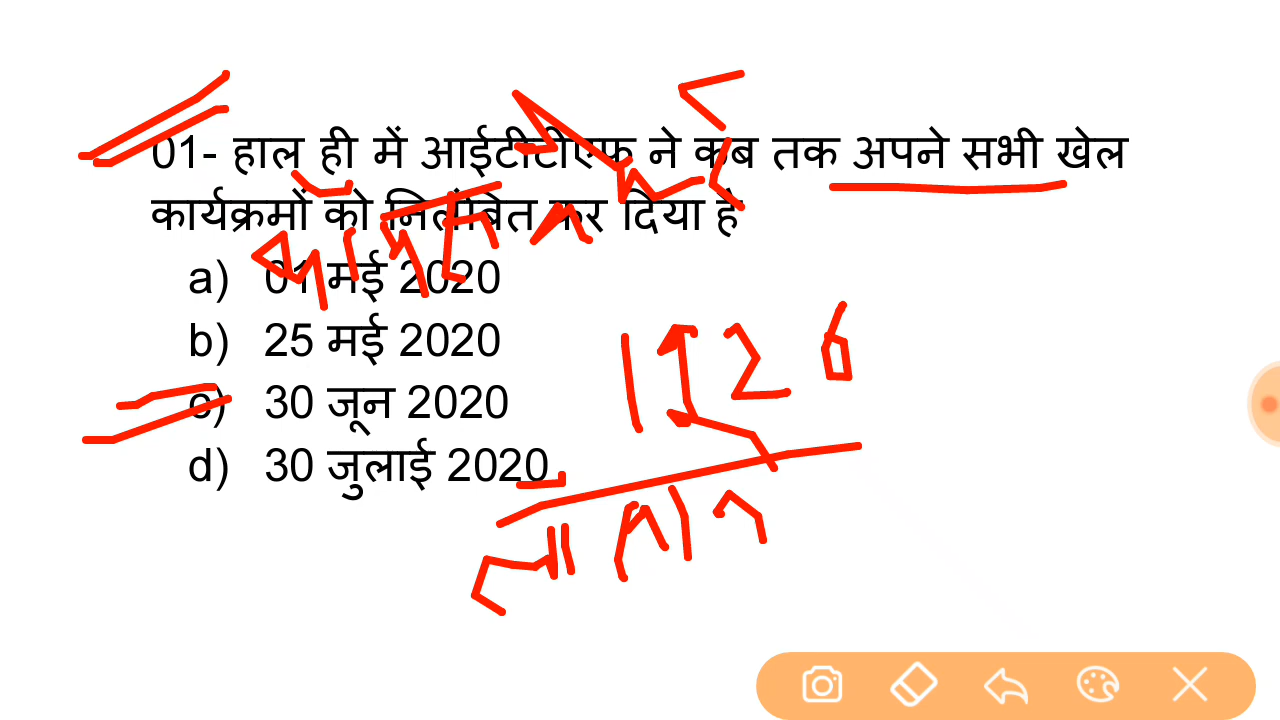 01- हाल ही में आईटीटीएफ ने कब तक अपने सभी खेल
कार्यक्रमों को निलंबित कर दिया है
a) 01 मई 2020
b) 25 मई 2020
c) 30 जून 2020
d) 30 जुलाई 2020
1926